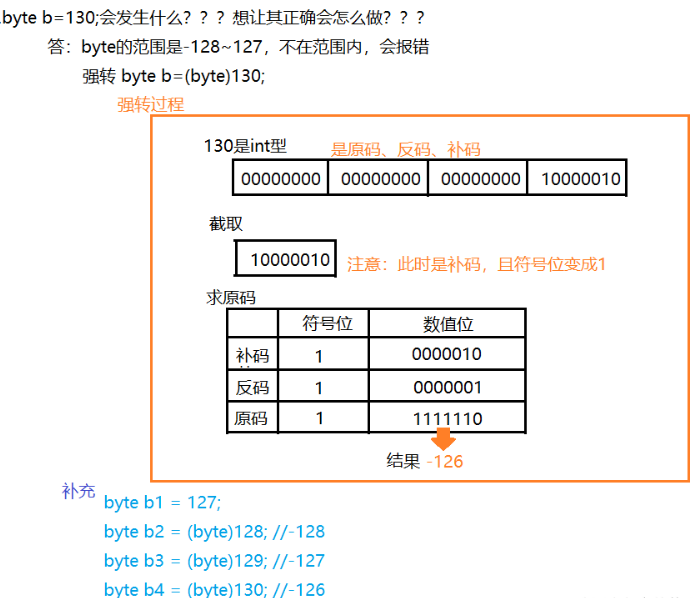 .byte b=130;会发生什么？？？想让其正确会怎么做？？？
答：byte的范围是-128~127，不在范围内，会报错
强转 byte b=(byte)130;
强转过程
130是int型 是原码、反码、补码
00000000 00000000 00000000 10000010
截取
10000010 注意：此时是补码，且符号位变成1
求原码
符号位 数值位
补码 1 0000010
反码 1 0000001
原码 1 1111110
结果 -126
补充
byte b1 = 127;
byte b2 = (byte)128; //-128
byte b3 = (byte)129; //-127
byte b4 = (byte)130; //-126